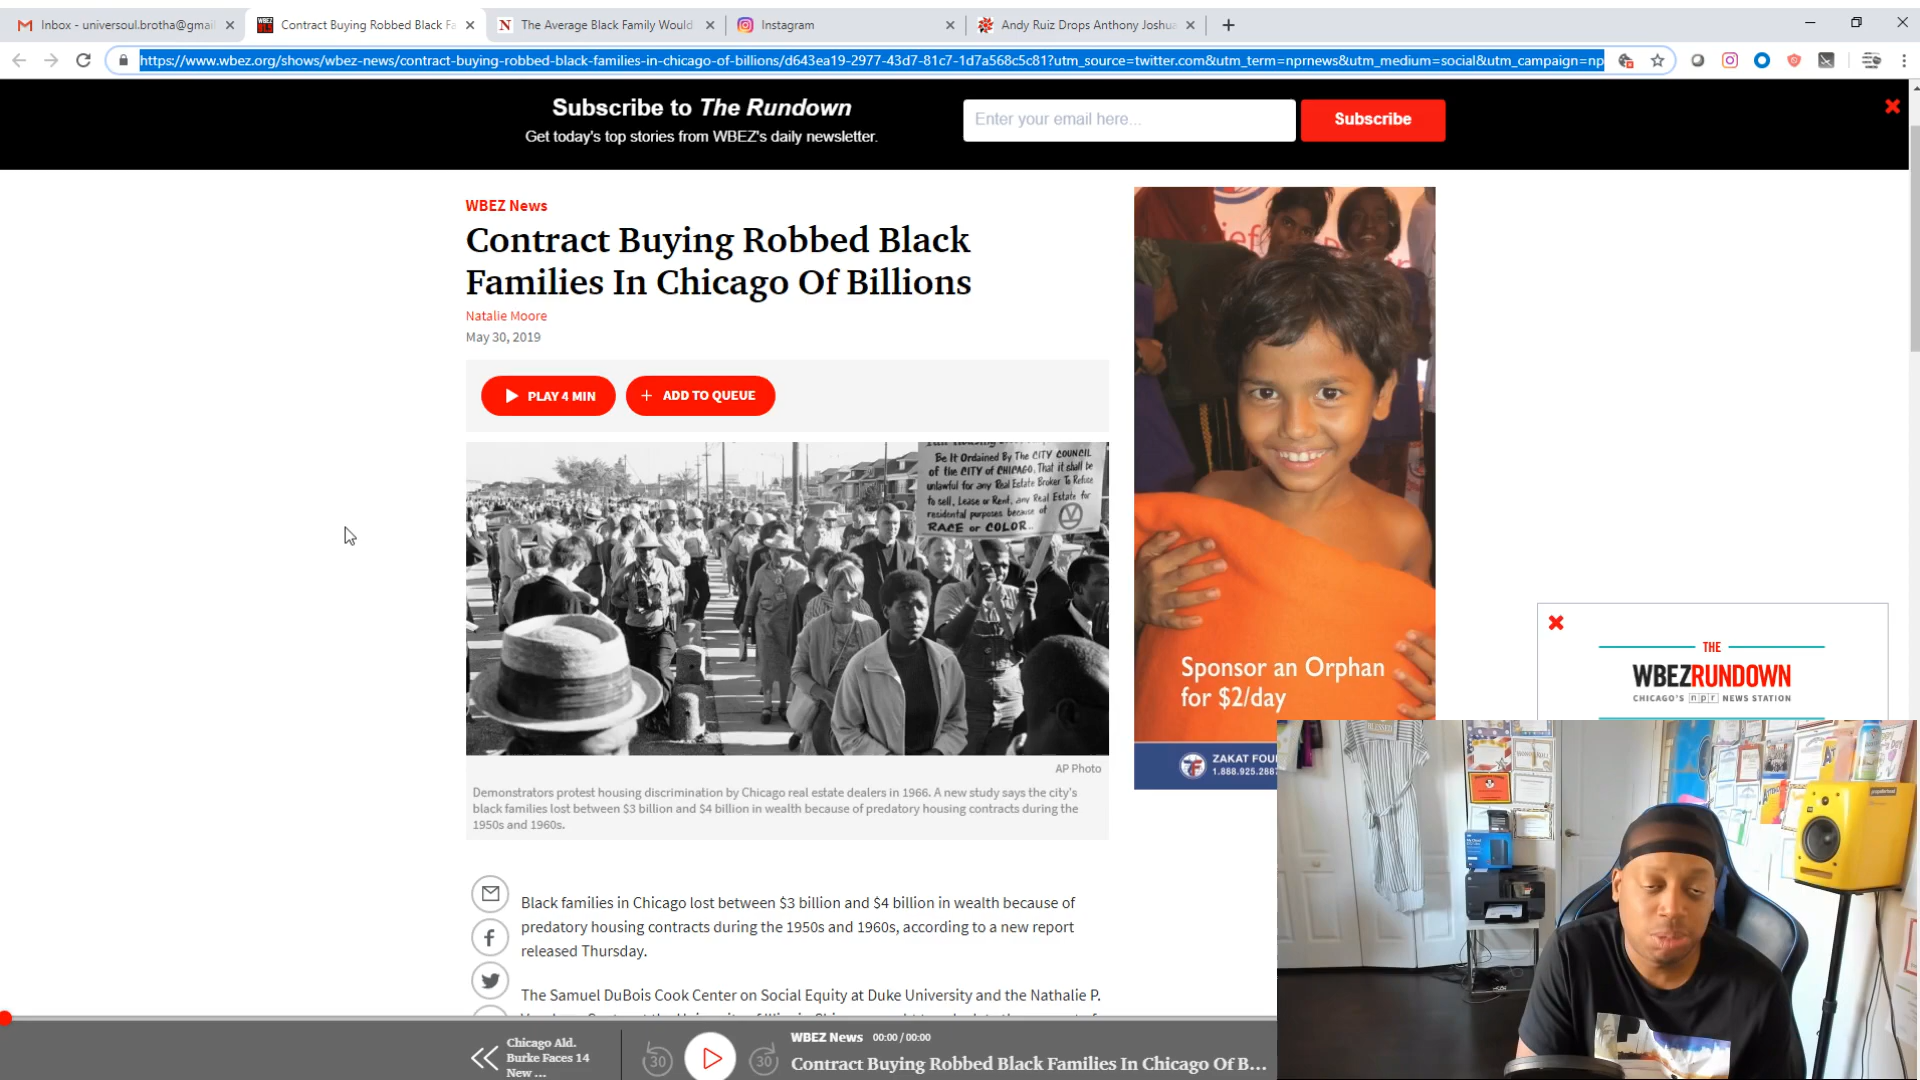 Inbox - universoul.brotha@gmai
Contract Buying Robbed Black Fa
The Average Black Family Would
Instagram
Andy Ruiz Drops Anthony Joshua
https://www.wbez.org/shows/wbez-news/contract-buying-robbed-black-families-in-chicago-of-billions/d643ea19-2977-43d7-81c7-1d7a568c5c81?utm_source=twitter.com&utm_term=nprnews&utm_medium=social&utm_campaign=np
Subscribe to The Rundown
Get today's top stories from WBEZ's daily newsletter.
Enter your email here...
Subscribe
WBEZ News
Contract Buying Robbed Black
Families In Chicago Of Billions
Natalie Moore
May 30, 2019
PLAY 4 MIN
+ ADD TO QUEUE
Be It Ordained By The CITY COUNCIL
of the CITY of CHICAGO. That it shall be
unlawful for any Real Estate Broker To Refuse
to sell, Lease or Rent, any Real Estate for
residential purposes because of
RACE or COLOR..
AP Photo
Demonstrators protest housing discrimination by Chicago real estate dealers in 1966. A new study says the city's
black families lost between $3 billion and $4 billion in wealth because of predatory housing contracts during the
1950s and 1960s.
Black families in Chicago lost between $3 billion and $4 billion in wealth because of
predatory housing contracts during the 1950s and 1960s, according to a new report
released Thursday.
The Samuel DuBois Cook Center on Social Equity at Duke University and the Nathalie P.
Sponsor an Orphan
for $2/day
ZAKAT FOU
1.888.925.288
THE
WBEZRUNDOWN
CHICAGO'S npr NEWS STATION
Chicago Ald.
Burke Faces 14
New ...
30
30
WBEZ News 00:00 / 00:00
Contract Buying Robbed Black Families In Chicago Of B...